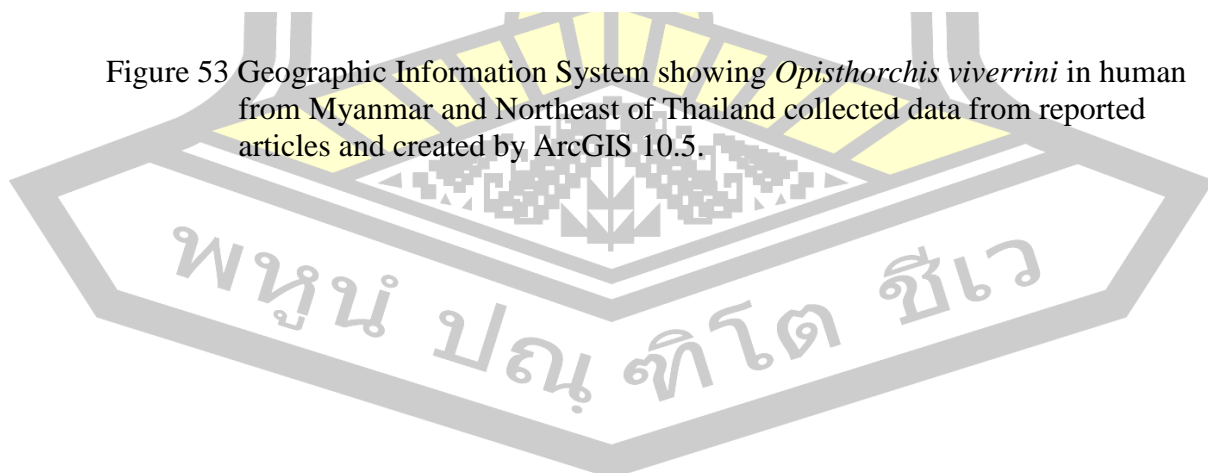 Figure 53 Geographic Information System showing Opisthorchis viverrini in human
from Myanmar and Northeast of Thailand collected data from reported
articles and created by ArcGIS 10.5.
พหูนํ ปณฺฑิโต ชีเว